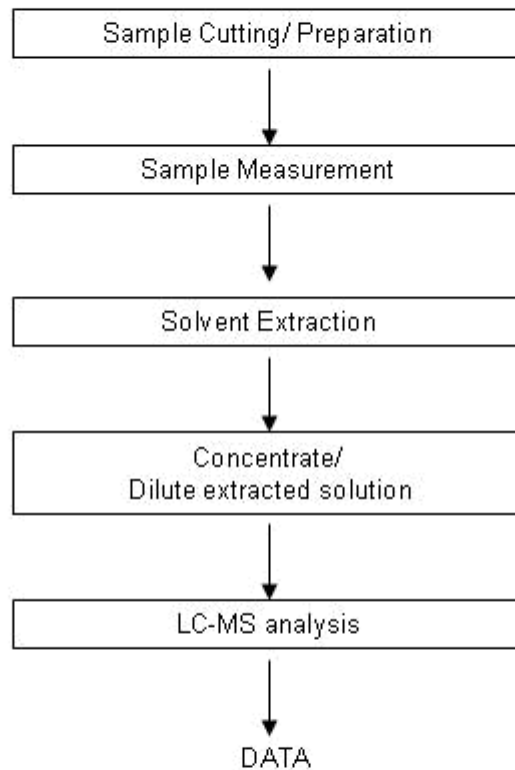 Sample Cutting/ Preparation
Sample Measurement
Solvent Extraction
Concentrate/
Dilute extracted solution
LC-MS analysis
DATA